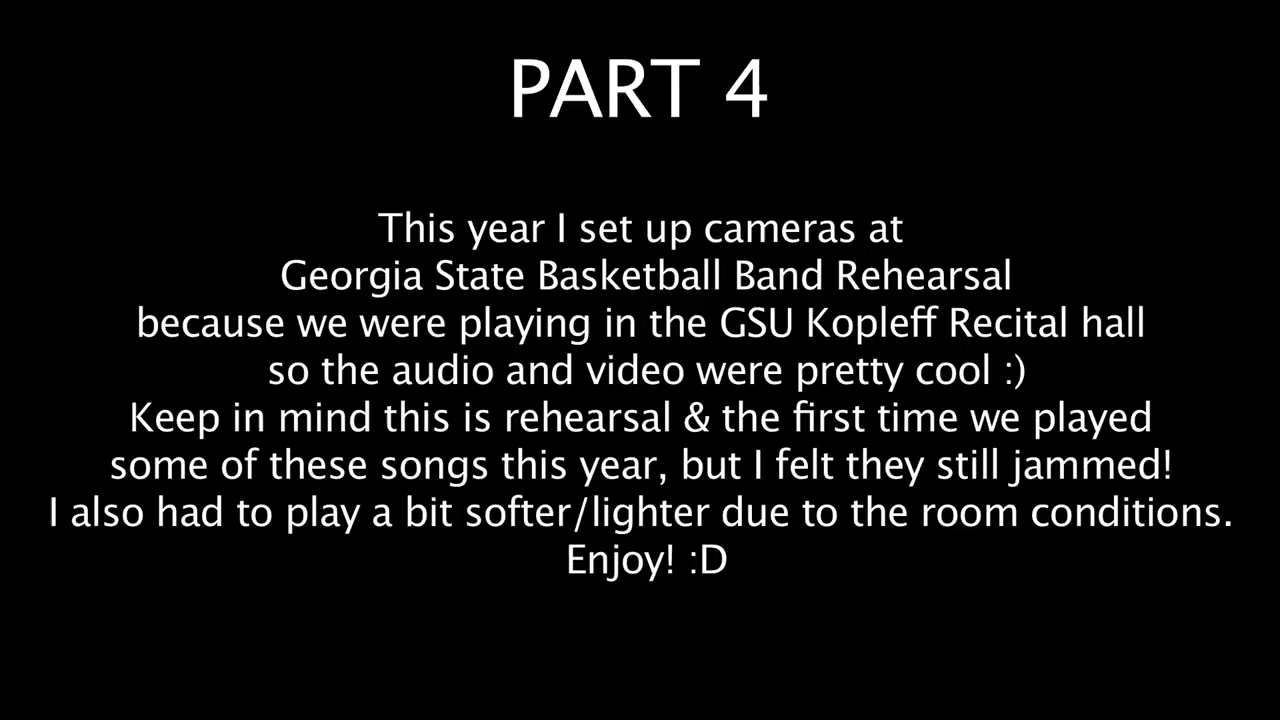 PART 4
This year I set up cameras at
Georgia State Basketball Band Rehearsal
because we were playing in the GSU Kopleff Recital hall
so the audio and video were pretty cool :)
Keep in mind this is rehearsal & the first time we played
some of these songs this year, but I felt they still jammed!
I also had to play a bit softer/lighter due to the room conditions.
Enjoy! :D